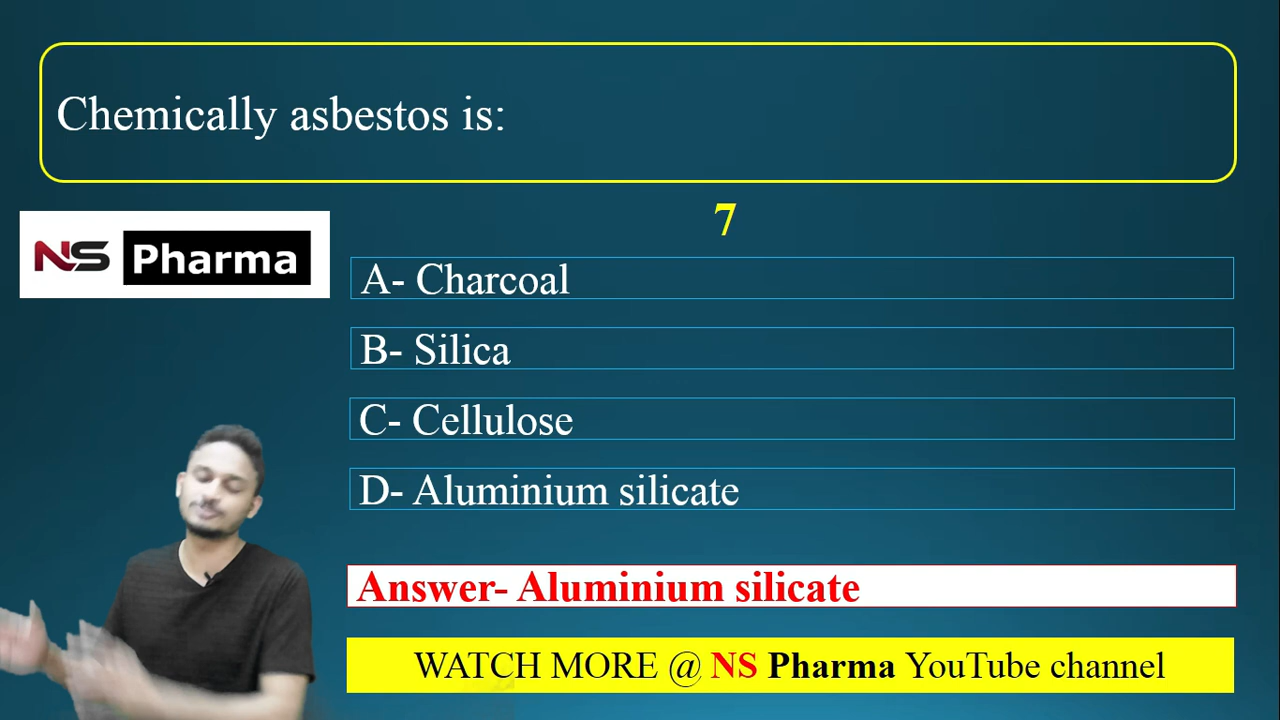 Chemically asbestos is:
7
NS Pharma
A- Charcoal
B- Silica
C- Cellulose
D- Aluminium silicate
Answer- Aluminium silicate
WATCH MORE @ NS Pharma YouTube channel